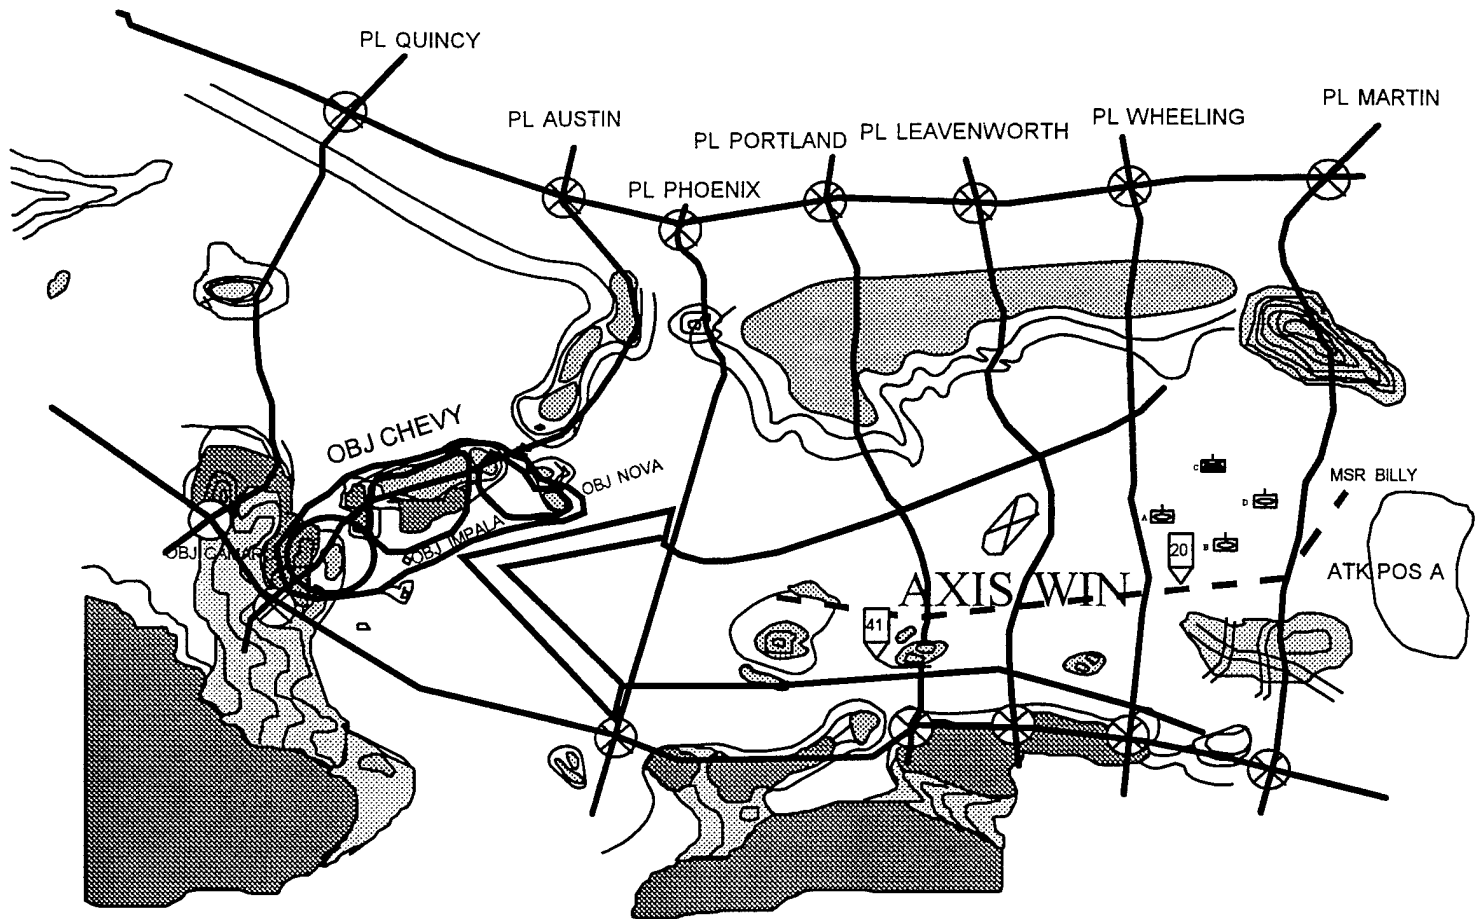 PL QUINCY
PL AUSTIN
PL PHOENIX
PL PORTLAND
PL LEAVENWORTH
PL WHEELING
PL MARTIN
OBJ CHEVY
OBJ NOVA
OBJ IMPALA
MSR BILLY
C
D
A
B
20
ATK POS A
AXIS WIN
41